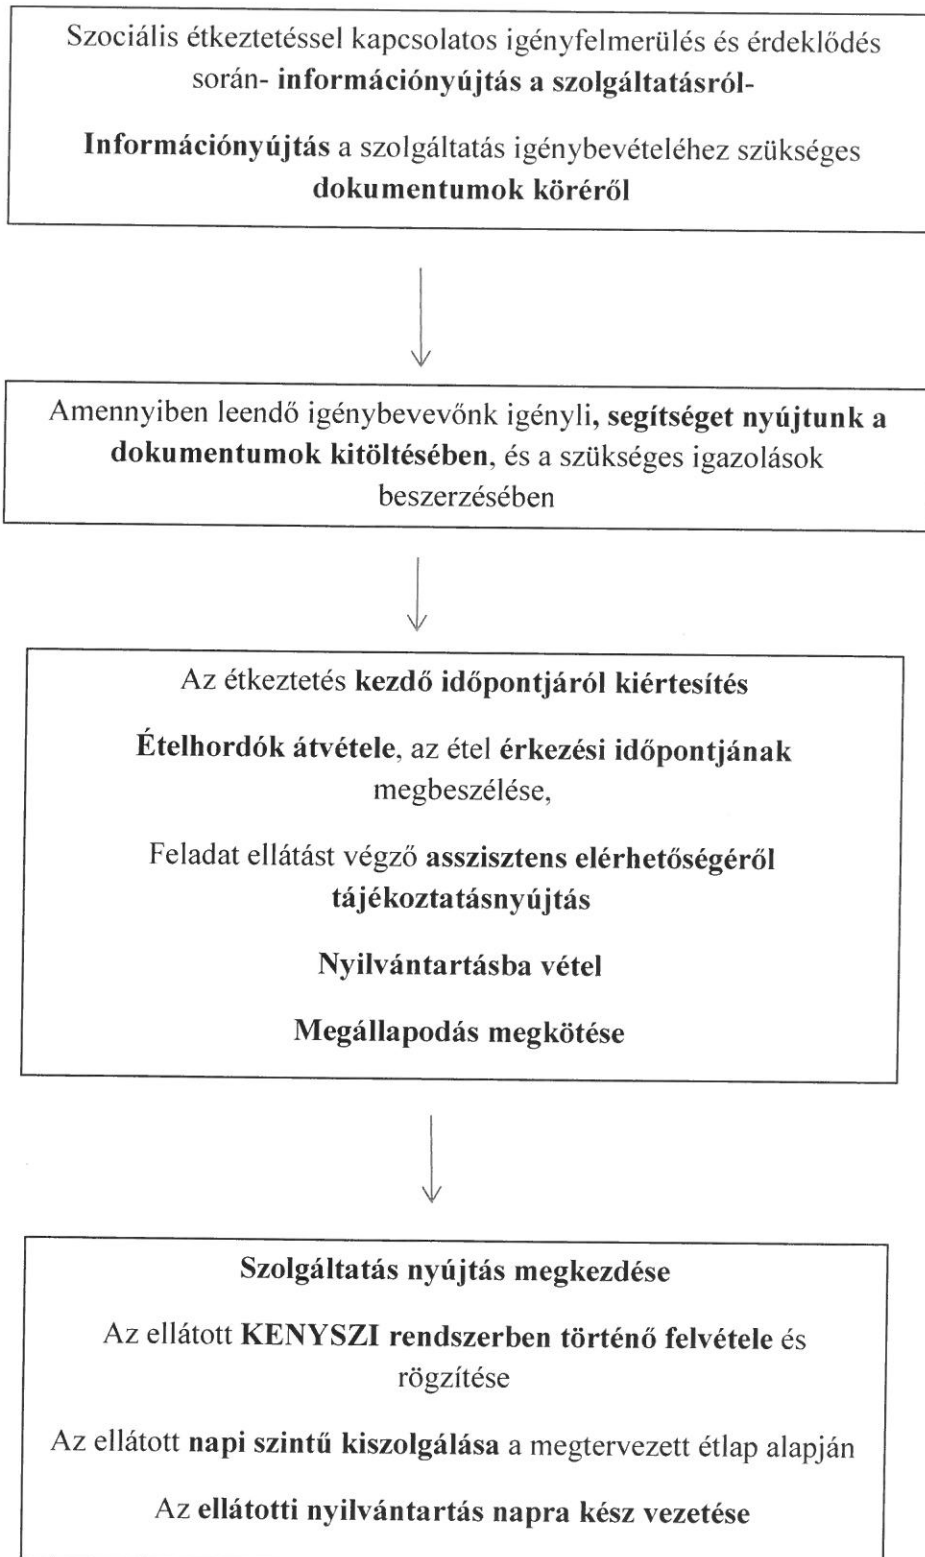 Szociális étkeztetéssel kapcsolatos igényfelmerülés és érdeklődés
során- információnyújtás a szolgáltatásról-
Információnyújtás a szolgáltatás igénybevételéhez szükséges
dokumentumok köréről
Amennyiben leendő igénybevevőnk igényli, segítséget nyújtunk a
dokumentumok kitöltésében, és a szükséges igazolások
beszerzésében
Az étkeztetés kezdő időpontjáról kiértesítés
Ételhordók átvétele, az étel érkezési időpontjának
megbeszélése,
Feladat ellátást végző asszisztens elérhetőségéről
tájékoztatásnyújtás
Nyilvántartásba vétel
Megállapodás megkötése
Szolgáltatás nyújtás megkezdése
Az ellátott KENYSZI rendszerben történő felvétele és
rögzítése
Az ellátott napi szintű kiszolgálása a megtervezett étlap alapján
Az ellátotti nyilvántartás napra kész vezetése